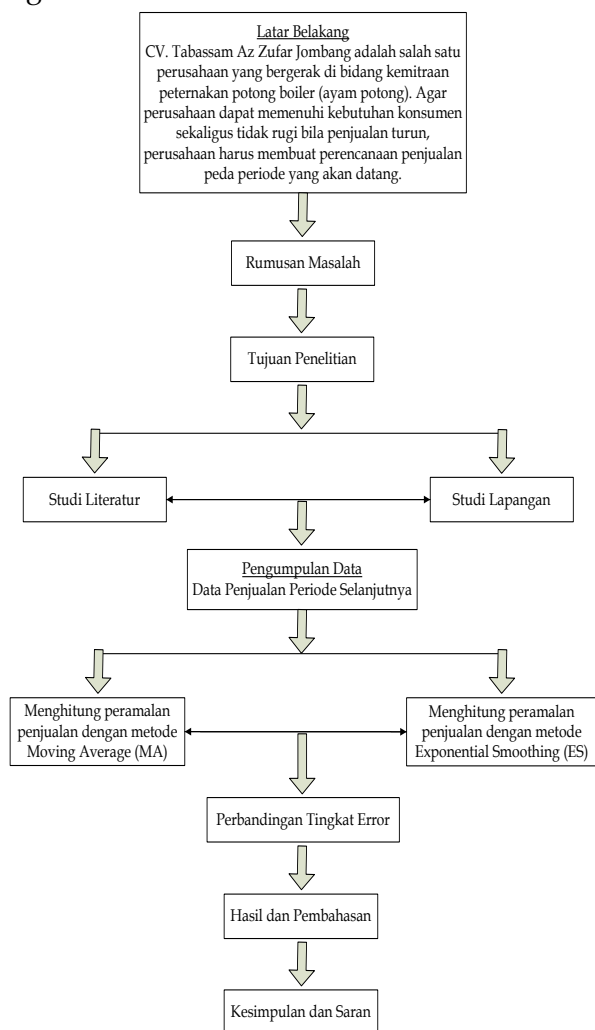 Latar Belakang
CV. Tabassam Az Zufar Jombang adalah salah satu
perusahaan yang bergerak di bidang kemitraan
peternakan potong boiler (ayam potong). Agar
perusahaan dapat memenuhi kebutuhan konsumen
sekaligus tidak rugi bila penjualan turun,
perusahaan harus membuat perencanaan penjualan
peda periode yang akan datang.
Rumusan Masalah
Tujuan Penelitian
Studi Literatur
Studi Lapangan
Pengumpulan Data
Data Penjualan Periode Selanjutnya
Menghitung peramalan
penjualan dengan metode
Moving Average (MA)
Menghitung peramalan
penjualan dengan metode
Exponential Smoothing (ES)
Perbandingan Tingkat Error
Hasil dan Pembahasan
Kesimpulan dan Saran